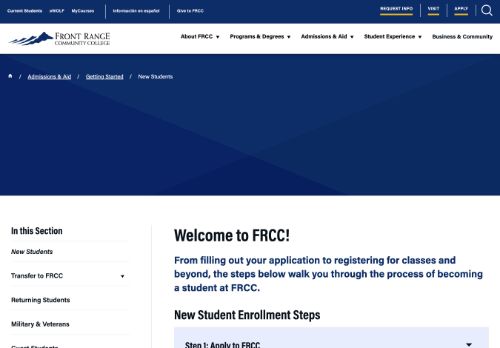 Current Students eWOLF MyCourses Información en español Give to FRCC REQUEST INFO VISIT APPLY
FRONT RANGE
COMMUNITY COLLEGE
About FRCC Programs & Degrees Admissions & Aid Student Experience Business & Community
/ Admissions & Aid / Getting Started / New Students
In this Section
New Students
Transfer to FRCC
Returning Students
Military & Veterans
Guest Students
Welcome to FRCC!
From filling out your application to registering for classes and
beyond, the steps below walk you through the process of becoming
a student at FRCC.
New Student Enrollment Steps
Step 1: Apply to FRCC